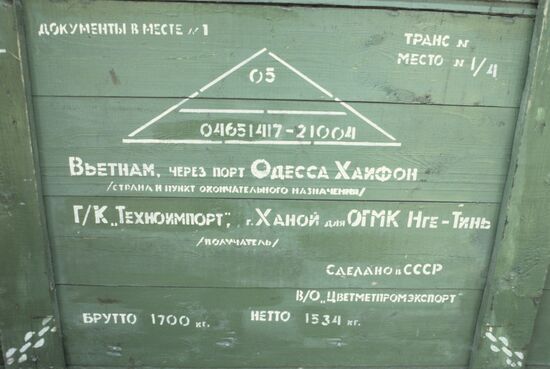 ДОКУМЕНТЫ В МЕСТЕ № 1
ТРАНС №
МЕСТО № 1/4
05
04651417-21004
ВЬЕТНАМ, ЧЕРЕЗ ПОРТ ОДЕССА ХАЙФОН
/СТРАНА И ПУНКТ ОКОНЧАТЕЛЬНОГО НАЗНАЧЕНИЯ/
Г/К „ТЕХНОИМПОРТ", г. ХАНОЙ для ОГМК НГЕ-ТИНЬ
/ПОЛУЧАТЕЛЬ/
СДЕЛАНО В СССР
В/О „ЦВЕТМЕТПРОМЭКСПОРТ"
БРУТТО 1700 кг. НЕТТО 1534 кг.